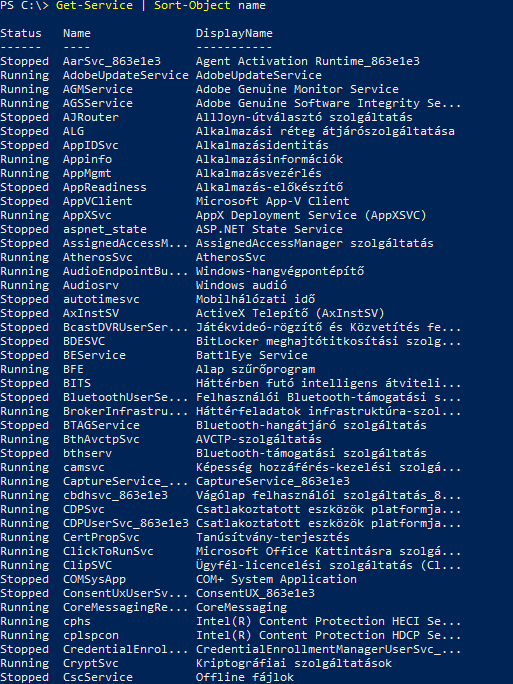 PS C:\> Get-Service | Sort-Object name
Status Name DisplayName
------ ---- -----------
Stopped AarSvc_863e1e3 Agent Activation Runtime_863e1e3
Running AdobeUpdateService AdobeUpdateService
Running AGMService Adobe Genuine Monitor Service
Running AGSService Adobe Genuine Software Integrity Se...
Stopped AJRouter AllJoyn-útválasztó szolgáltatás
Stopped ALG Alkalmazási réteg átjárószolgáltatása
Stopped AppIDSvc Alkalmazásidentitás
Running Appinfo Alkalmazásinformációk
Running AppMgmt Alkalmazásvezérlés
Stopped AppReadiness Alkalmazás-előkészítő
Stopped AppVClient Microsoft App-V Client
Running AppXSvc AppX Deployment Service (AppXSVC)
Stopped aspnet_state ASP.NET State Service
Stopped AssignedAccessM... AssignedAccessManager szolgáltatás
Running AtherosSvc AtherosSvc
Running AudioEndpointBu... Windows-hangvégpontépítő
Running Audiosrv Windows audió
Stopped autotimesvc Mobilhálózati idő
Stopped AxInstSV ActiveX Telepítő (AxInstSV)
Stopped BcastDVRUserSer... Játékvideó-rögzítő és Közvetítés fe...
Stopped BDESVC BitLocker meghajtótitkosítási szolg...
Stopped BEService BattlEye Service
Running BFE Alap szűrőprogram
Stopped BITS Háttérben futó intelligens átviteli...
Stopped BluetoothUserSe... Felhasználói Bluetooth-támogatási s...
Running BrokerInfrastru... Háttérfeladatok infrastruktúra-szol...
Stopped BTAGService Bluetooth-hangátjáró szolgáltatás
Running BthAvctpSvc AVCTP-szolgáltatás
Stopped bthserv Bluetooth-támogatási szolgáltatás
Running camsvc Képesség hozzáférés-kezelési szolgá...
Running CaptureService_... CaptureService_863e1e3
Running cbdhsvc_863e1e3 Vágólap felhasználói szolgáltatás_8...
Running CDPSvc Csatlakoztatott eszközök platformja...
Running CDPUserSvc_863e1e3 Csatlakoztatott eszközök platformja...
Running CertPropSvc Tanúsítvány-terjesztés
Running ClickToRunSvc Microsoft Office Kattintásra szolgá...
Running ClipSVC Ügyfél-licencelési szolgáltatás (Cl...
Stopped COMSysApp COM+ System Application
Stopped ConsentUxUserSv... ConsentUX_863e1e3
Running CoreMessagingRe... CoreMessaging
Running cphs Intel(R) Content Protection HECI Se...
Running cplspcon Intel(R) Content Protection HDCP Se...
Stopped CredentialEnrol... CredentialEnrollmentManagerUserSvc_...
Running CryptSvc Kriptográfiai szolgáltatások
Stopped CscService Offline fájlok